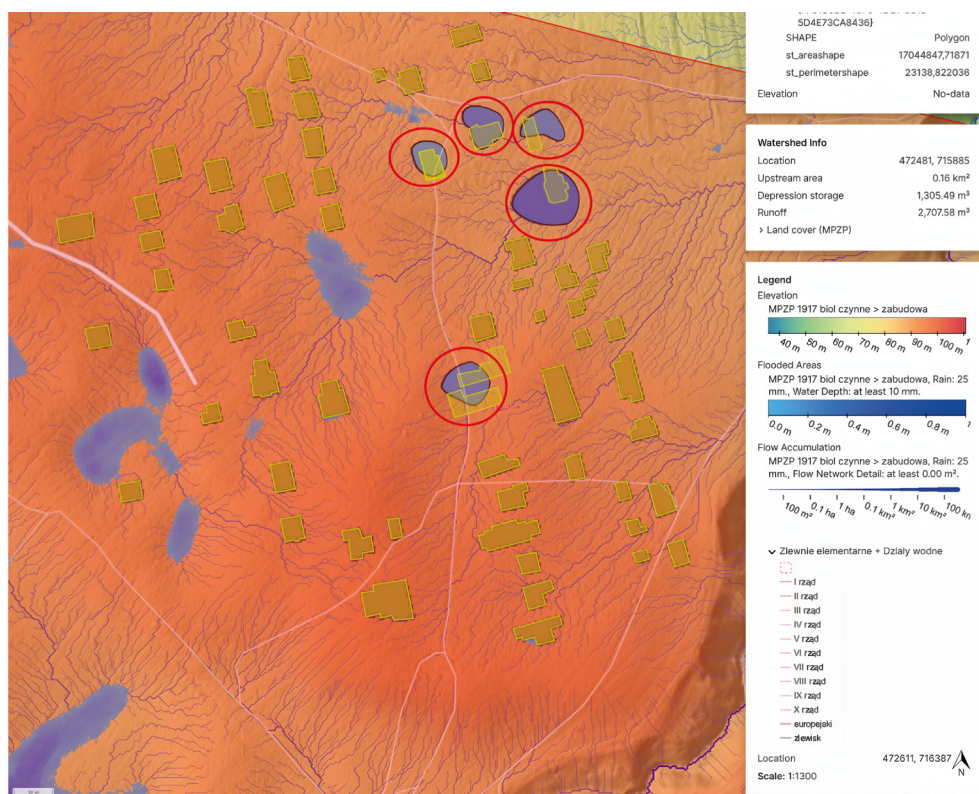 5D4E73CA8436}
SHAPE Polygon
st_areashape 17044847,71871
st_perimetershape 23138,822036
Elevation No-data
Watershed Info
Location 472481, 715885
Upstream area 0.16 km²
Depression storage 1,305.49 m³
Runoff 2,707.58 m³
> Land cover (MPZP)
Legend
Elevation
MPZP 1917 biol czynne > zabudowa
40 m 50 m 60 m 70 m 80 m 90 m 100 m 1
Flooded Areas
MPZP 1917 biol czynne > zabudowa, Rain: 25
mm., Water Depth: at least 10 mm.
0.0 m 0.2 m 0.4 m 0.6 m 0.8 m 1
Flow Accumulation
MPZP 1917 biol czynne > zabudowa, Rain: 25
mm., Flow Network Detail: at least 0.00 m².
100 m² 0.1 ha 1 ha 0.1 km² 1 km² 10 km² 100 kn
Zlewnie elementarne + Działy wodne
I rząd
II rząd
III rząd
IV rząd
V rząd
VI rząd
VII rząd
VIII rząd
IX rząd
X rząd
europejski
zlewisk
Location 472611, 716387
Scale: 1:1300
N